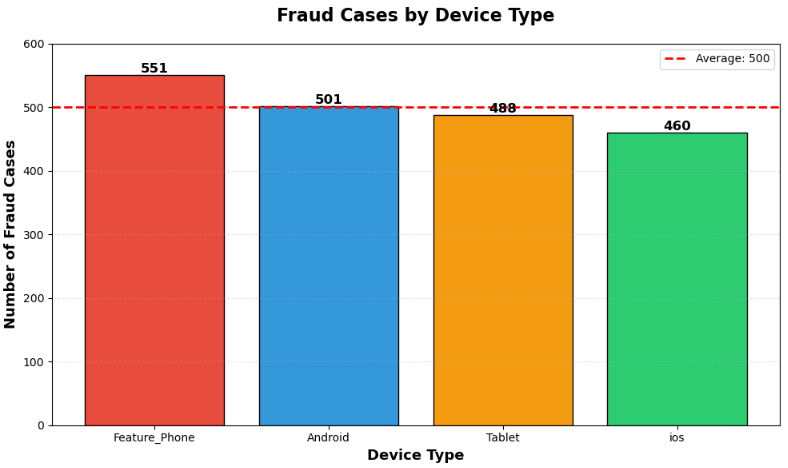 Fraud Cases by Device Type
Number of Fraud Cases
600
500
400
300
200
100
0
Average: 500
551
501
488
460
Feature_Phone
Android
Tablet
ios
Device Type